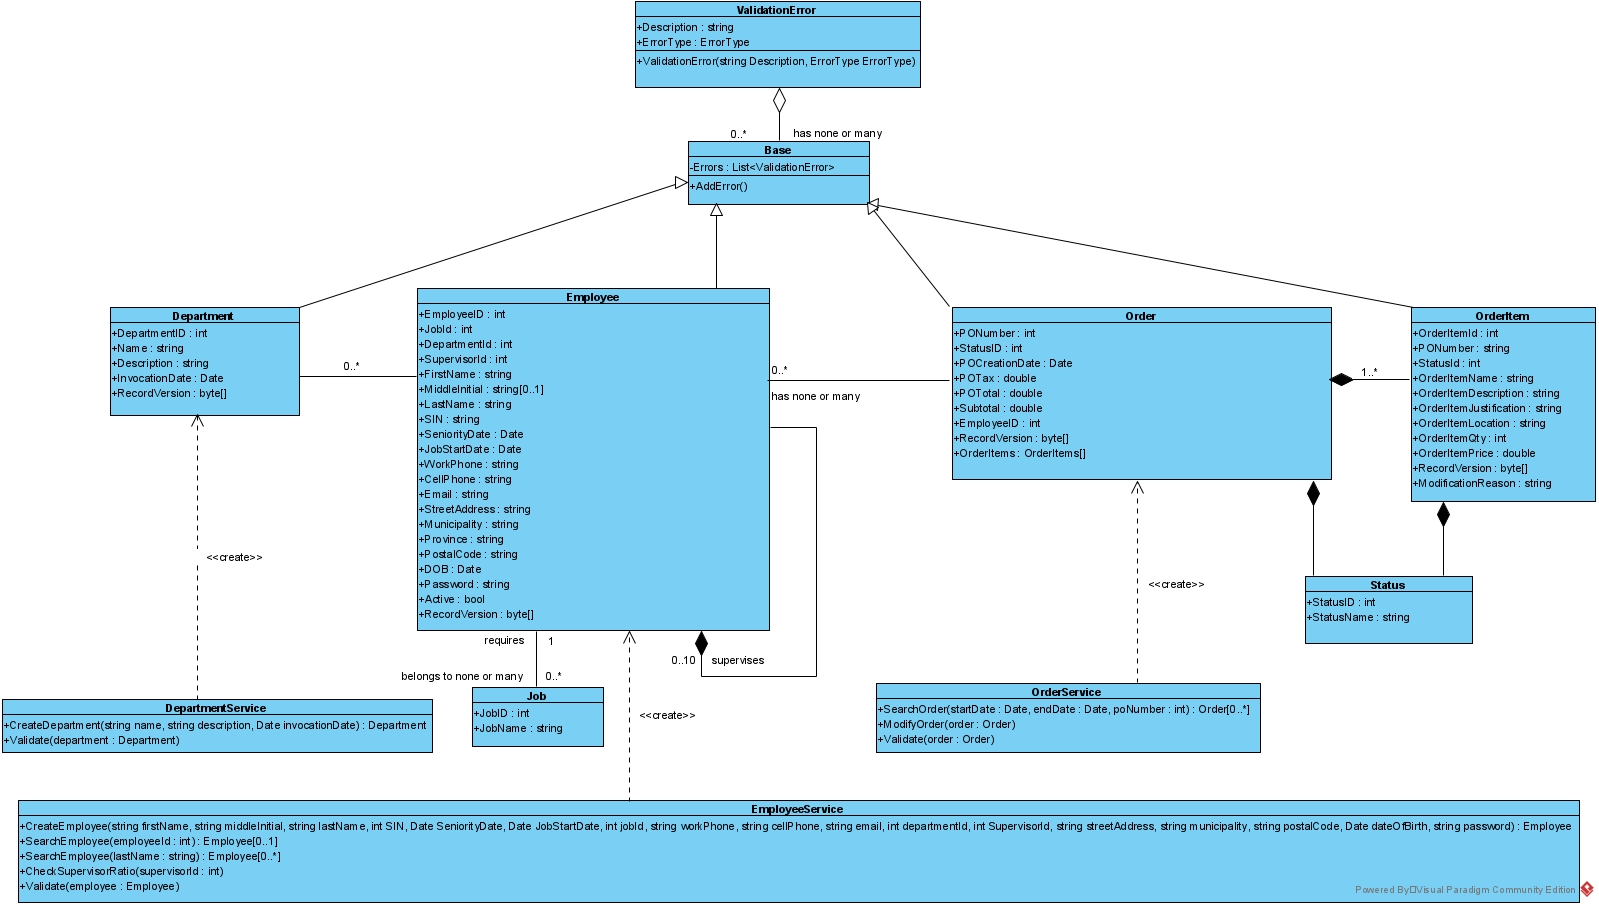 ValidationError
+Description : string
+ErrorType : ErrorType
+ValidationError(string Description, ErrorType ErrorType)
0..*
has none or many
Base
-Errors : List<ValidationError>
+AddError()
Department
+DepartmentID : int
+Name : string
+Description : string
+InvocationDate : Date
+RecordVersion : byte[]
0..*
Employee
+EmployeeID : int
+JobId : int
+DepartmentId : int
+SupervisorId : int
+FirstName : string
+MiddleInitial : string[0..1]
+LastName : string
+SIN : string
+SeniorityDate : Date
+JobStartDate : Date
+WorkPhone : string
+CellPhone : string
+Email : string
+StreetAddress : string
+Municipality : string
+Province : string
+PostalCode : string
+DOB : Date
+Password : string
+Active : bool
+RecordVersion : byte[]
0..*
has none or many
Order
+PONumber : int
+StatusID : int
+POCreationDate : Date
+POTax : double
+POTotal : double
+Subtotal : double
+EmployeeID : int
+RecordVersion : byte[]
+OrderItems : OrderItems[]
1..*
OrderItem
+OrderItemId : int
+PONumber : string
+StatusId : int
+OrderItemName : string
+OrderItemDescription : string
+OrderItemJustification : string
+OrderItemLocation : string
+OrderItemQty : int
+OrderItemPrice : double
+RecordVersion : byte[]
+ModificationReason : string
<<create>>
<<create>>
Status
+StatusID : int
+StatusName : string
requires
1
0..10
supervises
belongs to none or many
0..*
Job
+JobID : int
+JobName : string
<<create>>
DepartmentService
+CreateDepartment(string name, string description, Date invocationDate) : Department
+Validate(department : Department)
OrderService
+SearchOrder(startDate : Date, endDate : Date, poNumber : int) : Order[0..*]
+ModifyOrder(order : Order)
+Validate(order : Order)
EmployeeService
+CreateEmployee(string firstName, string middleInitial, string lastName, int SIN, Date SeniorityDate, Date JobStartDate, int jobId, string workPhone, string cellPhone, string email, int departmentId, int SupervisorId, string streetAddress, string municipality, string postalCode, Date dateOfBirth, string password) : Employee
+SearchEmployee(employeeId : int) : Employee[0..1]
+SearchEmployee(lastName : string) : Employee[0..*]
+CheckSupervisorRatio(supervisorId : int)
+Validate(employee : Employee)
Powered By□Visual Paradigm Community Edition